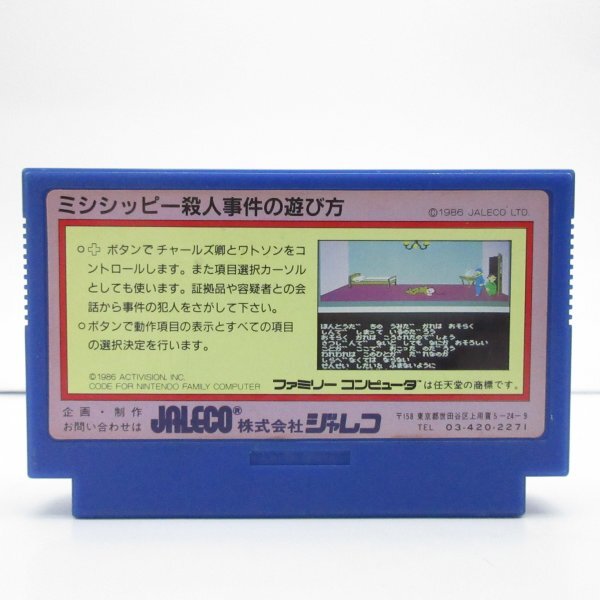 ミシシッピー殺人事件の遊び方
©1986 JALECO LTD.
○✚ボタンでチャールズ卿とワトソンをコ
ントロールします。また項目選択カーソル
としても使います。証拠品や容疑者との会
話から事件の犯人をさがして下さい。
○ボタンで動作項目の表示とすべての項目
の選択決定を行います。
©1986 ACTIVISION, INC.
CODE FOR NINTENDO FAMILY COMPUTER
ファミリー コンピュータは任天堂の商標です。
企画・制作
お問い合わせは
JALECO® 株式会社ジャレコ
〒158 東京都世田谷区上用賀5-24-9
TEL 03-420-2271